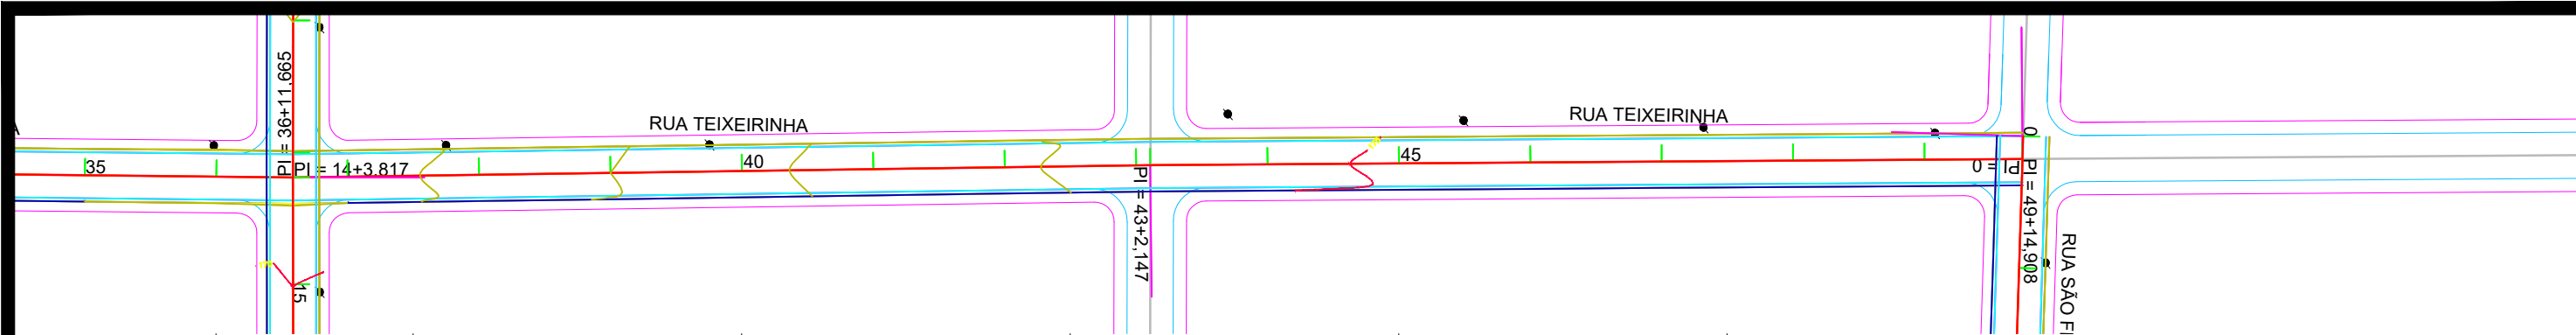 RUA TEIXEIRINHA
RUA TEIXEIRINHA
35
40
45
PI = 36+11,665
PI = 14+3,817
PI = 43+2,147
PI = 0
0
PI = 49+14,908
15
RUA SÃO